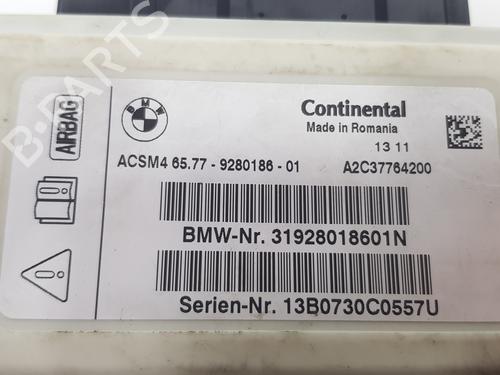 B-PARTS
AIRBAG
BMW
Continental
Made in Romania
13 11
ACSM4 65.77 - 9280186 - 01
A2C37764200
BMW-Nr. 31928018601N
Serien-Nr. 13B0730C0557U